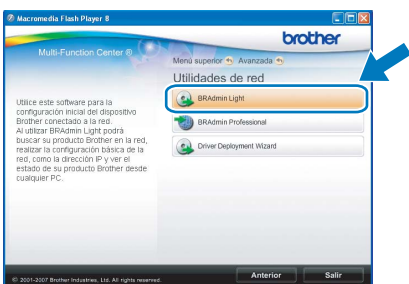 Macromedia Flash Player 8
brother
Multi-Function Center ®
Menú superior Avanzada
Utilidades de red
BRAdmin Light
BRAdmin Professional
Driver Deployment Wizard
Utilice este software para la
configuración inicial del dispositivo
Brother conectado a la red.
Al utilizar BRAdmin Light podrá
buscar su producto Brother en la red,
realizar la configuración básica de la
red, como la dirección IP y ver el
estado de su producto Brother desde
cualquier PC.
© 2001-2007 Brother Industries, Ltd. All rights reserved.
Anterior
Salir